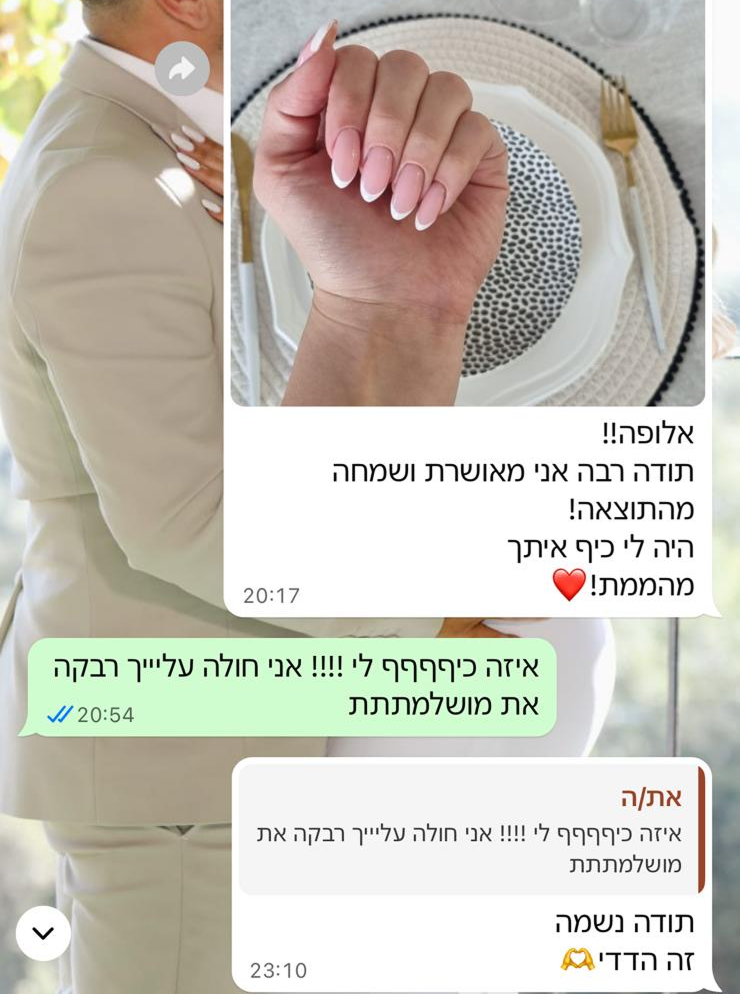 אלופה!!
תודה רבה אני מאושרת ושמחה
מהתוצאה!
היה לי כיף איתך
מהממת!❤️
20:17
איזה כיףףףףף לי !!!! אני חולה עלייייך רבקה
את מושלמתתת
20:54
את/ה
איזה כיףףףףף לי !!!! אני חולה עלייייך רבקה את
מושלמתתת
תודה נשמה
זה הדדי🫶
23:10